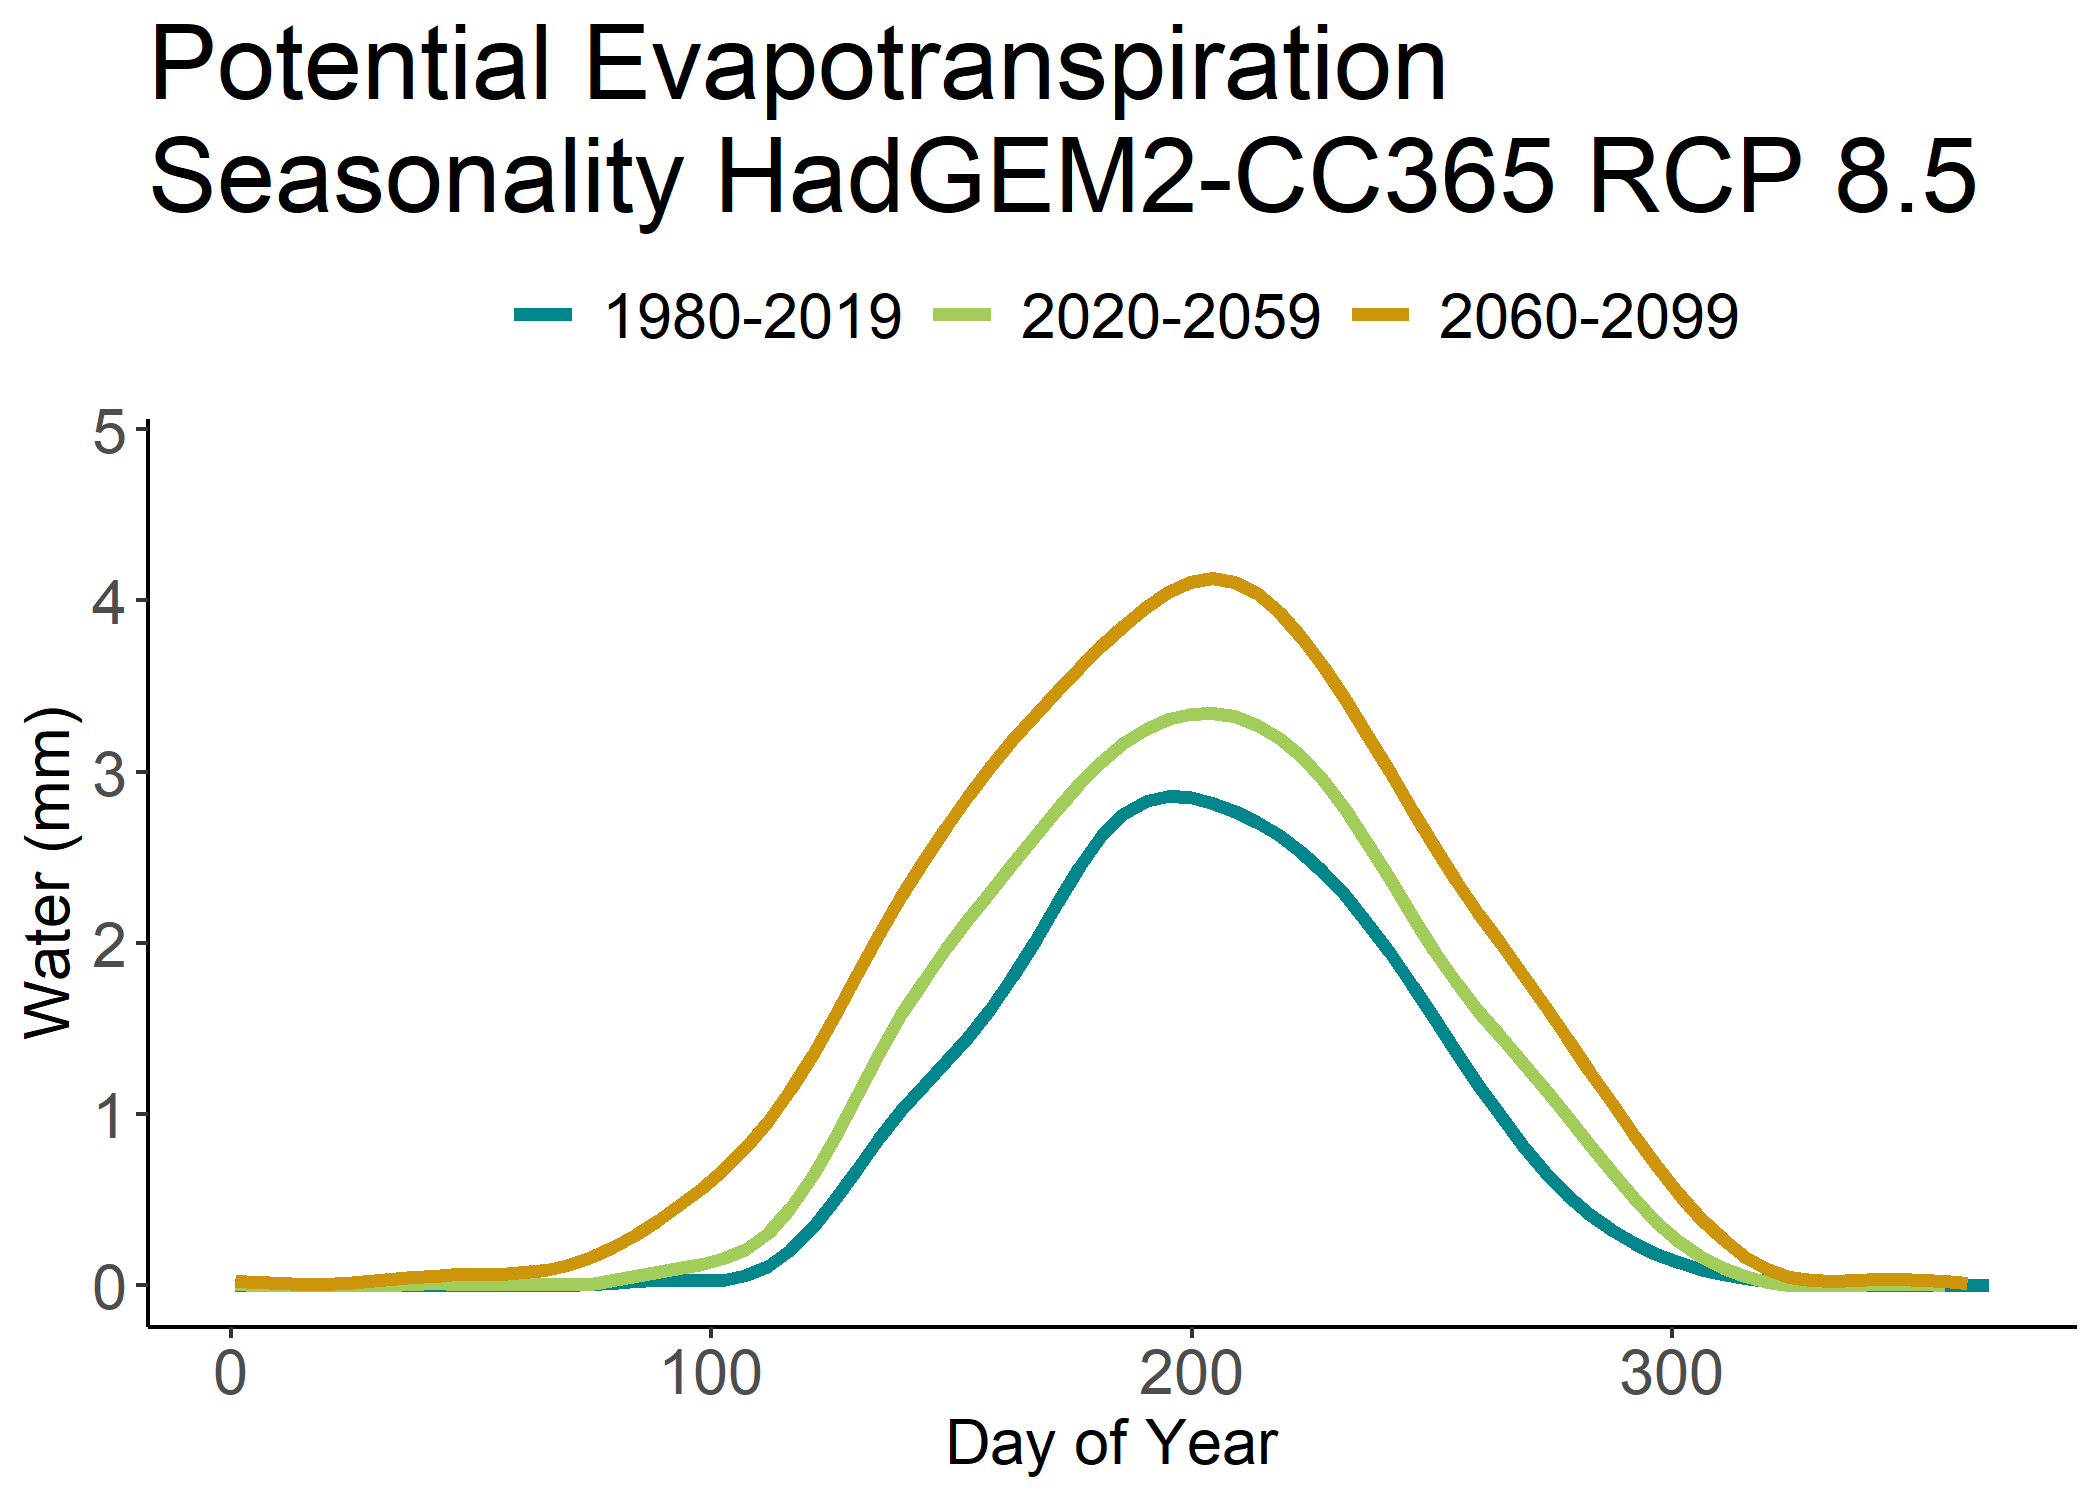 Potential Evapotranspiration
Seasonality HadGEM2-CC365 RCP 8.5
1980-2019 2020-2059 2060-2099
5
4
3
2
1
0
Water (mm)
0 100 200 300
Day of Year